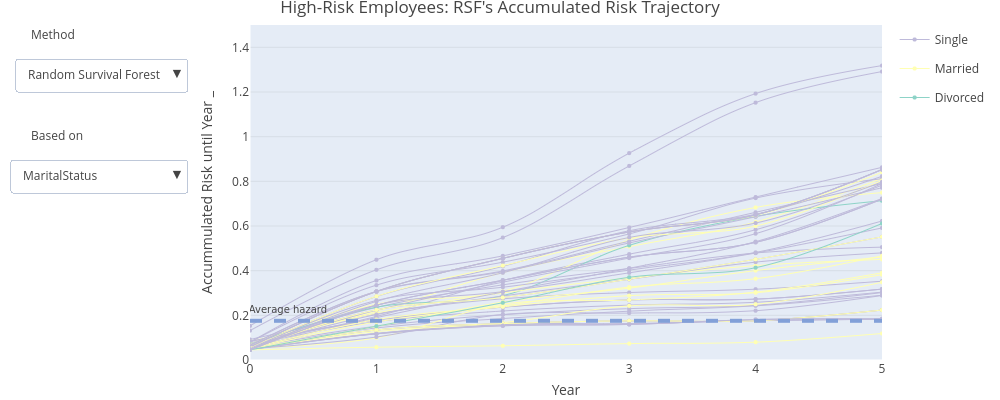 High-Risk Employees: RSF's Accumulated Risk Trajectory
Method
Random Survival Forest ▼
Based on
MaritalStatus ▼
Accummulated Risk until Year _
1.4
1.2
1
0.8
0.6
0.4
0.2
0
Average hazard
0 1 2 3 4 5
Year
Single
Married
Divorced